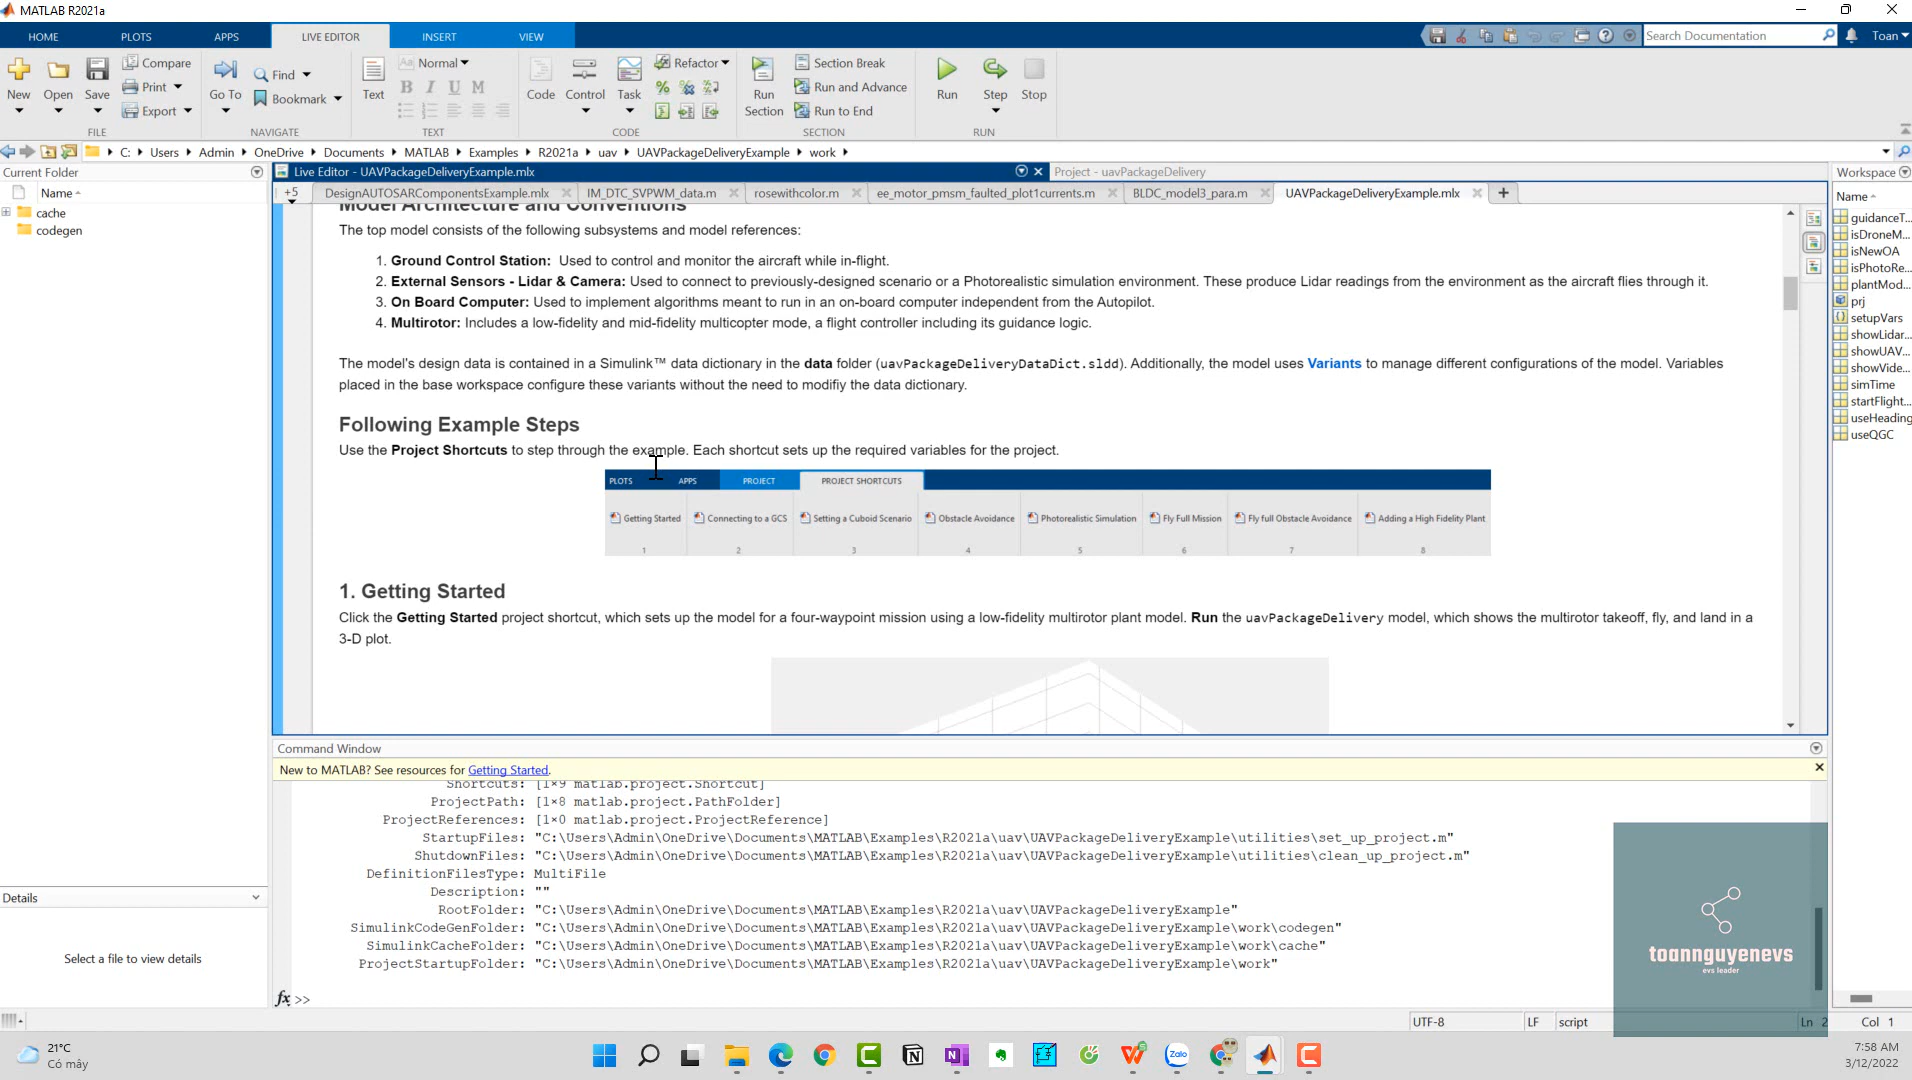 MATLAB R2021a
HOME PLOTS APPS LIVE EDITOR INSERT VIEW Search Documentation Toan
New Open Save Compare Print Export Go To Find Bookmark Text Aa Normal B I U M Code Control Task Refactor Run Section Section Break Run and Advance Run to End Run Step Stop
FILE NAVIGATE TEXT CODE SECTION RUN
C: Users Admin OneDrive Documents MATLAB Examples R2021a uav UAVPackageDeliveryExample work
Current Folder
Name
cache
codegen
Details
Select a file to view details
Live Editor - UAVPackageDeliveryExample.mlx
Project - uavPackageDelivery
+5 DesignAUTOSARComponentsExample.mlx IM_DTC_SVPWM_data.m rosewithcolor.m ee_motor_pmsm_faulted_plot1currents.m BLDC_model3_para.m UAVPackageDeliveryExample.mlx
Model Architecture and Conventions
The top model consists of the following subsystems and model references:
1. Ground Control Station: Used to control and monitor the aircraft while in-flight.
2. External Sensors - Lidar & Camera: Used to connect to previously-designed scenario or a Photorealistic simulation environment. These produce Lidar readings from the environment as the aircraft flies through it.
3. On Board Computer: Used to implement algorithms meant to run in an on-board computer independent from the Autopilot.
4. Multirotor: Includes a low-fidelity and mid-fidelity multicopter mode, a flight controller including its guidance logic.
The model's design data is contained in a Simulink™ data dictionary in the data folder (uavPackageDeliveryDataDict.sldd). Additionally, the model uses Variants to manage different configurations of the model. Variables
placed in the base workspace configure these variants without the need to modifiy the data dictionary.
Following Example Steps
Use the Project Shortcuts to step through the example. Each shortcut sets up the required variables for the project.
PLOTS APPS PROJECT PROJECT SHORTCUTS
Getting Started Connecting to a GCS Setting a Cuboid Scenario Obstacle Avoidance Photorealistic Simulation Fly Full Mission Fly full Obstacle Avoidance Adding a High Fidelity Plant
1 2 3 4 5 6 7 8
1. Getting Started
Click the Getting Started project shortcut, which sets up the model for a four-waypoint mission using a low-fidelity multirotor plant model. Run the uavPackageDelivery model, which shows the multirotor takeoff, fly, and land in a
3-D plot.
Workspace
Name
guidanceT...
isDroneM...
isNewOA
isPhotoRe...
plantMod...
prj
setupVars
showLidar...
showUAV...
showVide...
simTime
startFlight...
useHeading
useQGC
Command Window
New to MATLAB? See resources for Getting Started.
Shortcuts: [1×9 matlab.project.Shortcut]
ProjectPath: [1×8 matlab.project.PathFolder]
ProjectReferences: [1×0 matlab.project.ProjectReference]
StartupFiles: "C:\Users\Admin\OneDrive\Documents\MATLAB\Examples\R2021a\uav\UAVPackageDeliveryExample\utilities\set_up_project.m"
ShutdownFiles: "C:\Users\Admin\OneDrive\Documents\MATLAB\Examples\R2021a\uav\UAVPackageDeliveryExample\utilities\clean_up_project.m"
DefinitionFilesType: MultiFile
Description: ""
RootFolder: "C:\Users\Admin\OneDrive\Documents\MATLAB\Examples\R2021a\uav\UAVPackageDeliveryExample"
SimulinkCodeGenFolder: "C:\Users\Admin\OneDrive\Documents\MATLAB\Examples\R2021a\uav\UAVPackageDeliveryExample\work\codegen"
SimulinkCacheFolder: "C:\Users\Admin\OneDrive\Documents\MATLAB\Examples\R2021a\uav\UAVPackageDeliveryExample\work\cache"
ProjectStartupFolder: "C:\Users\Admin\OneDrive\Documents\MATLAB\Examples\R2021a\uav\UAVPackageDeliveryExample\work"
fx >>
toannguyenevs
evs leader
UTF-8 LF script Ln 2 Col 1
21°C
Có mây
Zalo
7:58 AM
3/12/2022